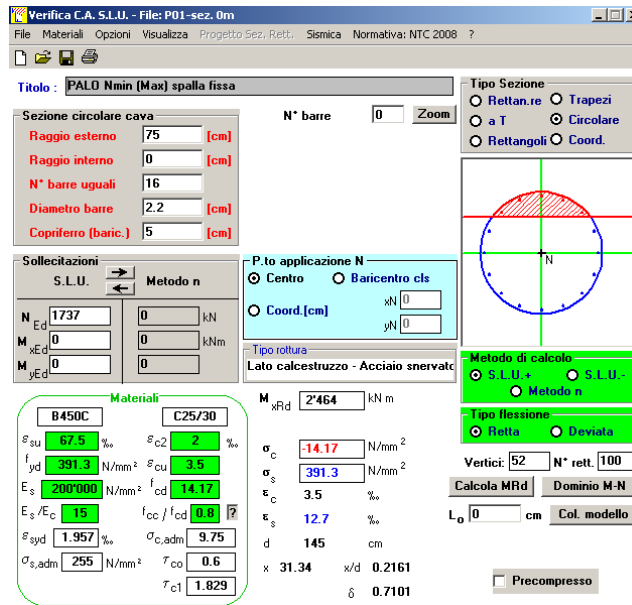 Verifica C.A. S.L.U. - File: P01-sez. 0m
File Materiali Opzioni Visualizza Progetto Sez. Rett. Sismica Normativa: NTC 2008 ?
Titolo : PALO Nmin (Max) spalla fissa
Sezione circolare cava
Raggio esterno 75 [cm]
Raggio interno 0 [cm]
N° barre uguali 16
Diametro barre 2.2 [cm]
Copriferro (baric.) 5 [cm]
N° barre 0 Zoom
Tipo Sezione
Rettan.re Trapezi
a T Circolare
Rettangoli Coord.
N
Sollecitazioni
S.L.U. Metodo n
N Ed 1737 0 kN
M xEd 0 0 kNm
M yEd 0 0
P.to applicazione N
Centro Baricentro cls
Coord.[cm] xN 0
yN 0
Tipo rottura
Lato calcestruzzo - Acciaio snervato
Metodo di calcolo
S.L.U.+ S.L.U.-
Metodo n
Tipo flessione
Retta Deviata
Vertici: 52 N° rett. 100
Calcola MRd Dominio M-N
L o 0 cm Col. modello
Precompresso
Materiali
B450C C25/30
ε su 67.5 ‰ ε c2 2 ‰
f yd 391.3 N/mm² ε cu 3.5
E s 200'000 N/mm² f cd 14.17
E s /E c 15 f cc / f cd 0.8 ?
ε syd 1.957 ‰ σ c,adm 9.75
σ s,adm 255 N/mm² τ co 0.6
τ c1 1.829
M xRd 2'464 kN m
σ c -14.17 N/mm²
σ s 391.3 N/mm²
ε c 3.5 ‰
ε s 12.7 ‰
d 145 cm
x 31.34 x/d 0.2161
δ 0.7101